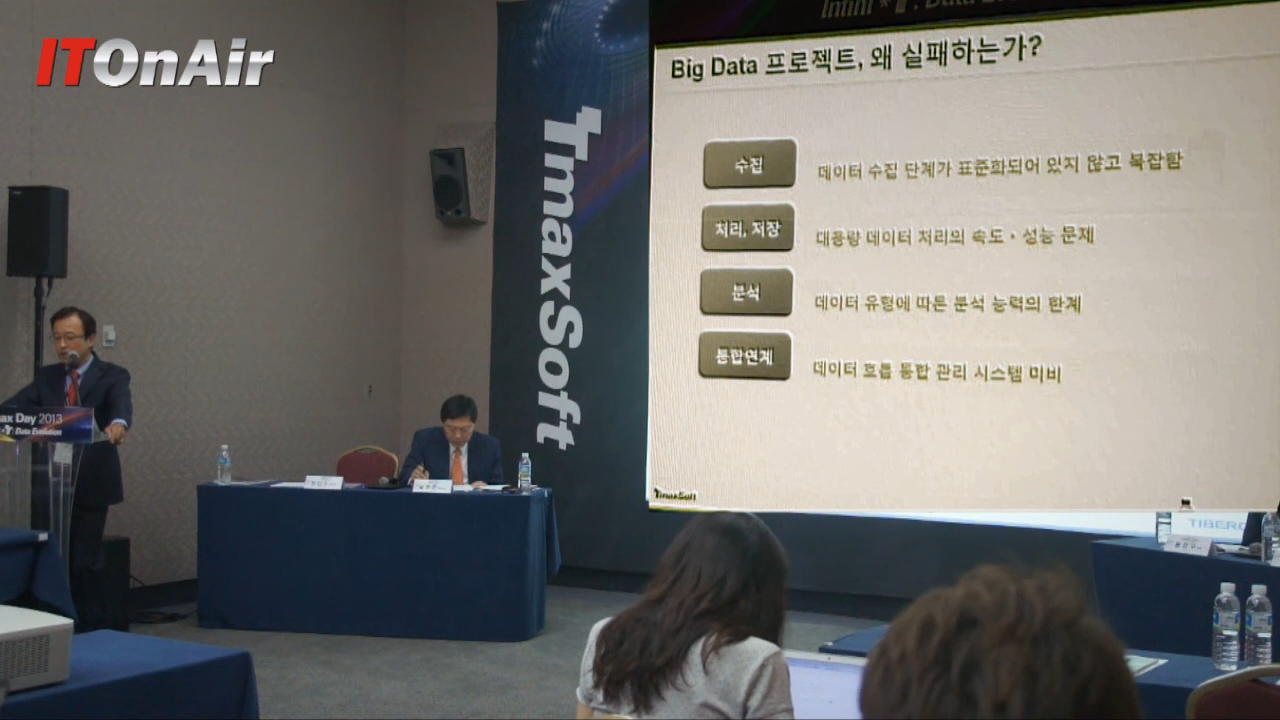 ITOnAir
Big Data 프로젝트, 왜 실패하는가?
수집
데이터 수집 단계가 표준화되어 있지 않고 복잡함
처리, 저장
대용량 데이터 처리의 속도 · 성능 문제
분석
데이터 유형에 따른 분석 능력의 한계
통합연계
데이터 흐름 통합 관리 시스템 미비
TmaxSoft
TmaxSoft
max Day 2013
Data Evolution
TIBERO